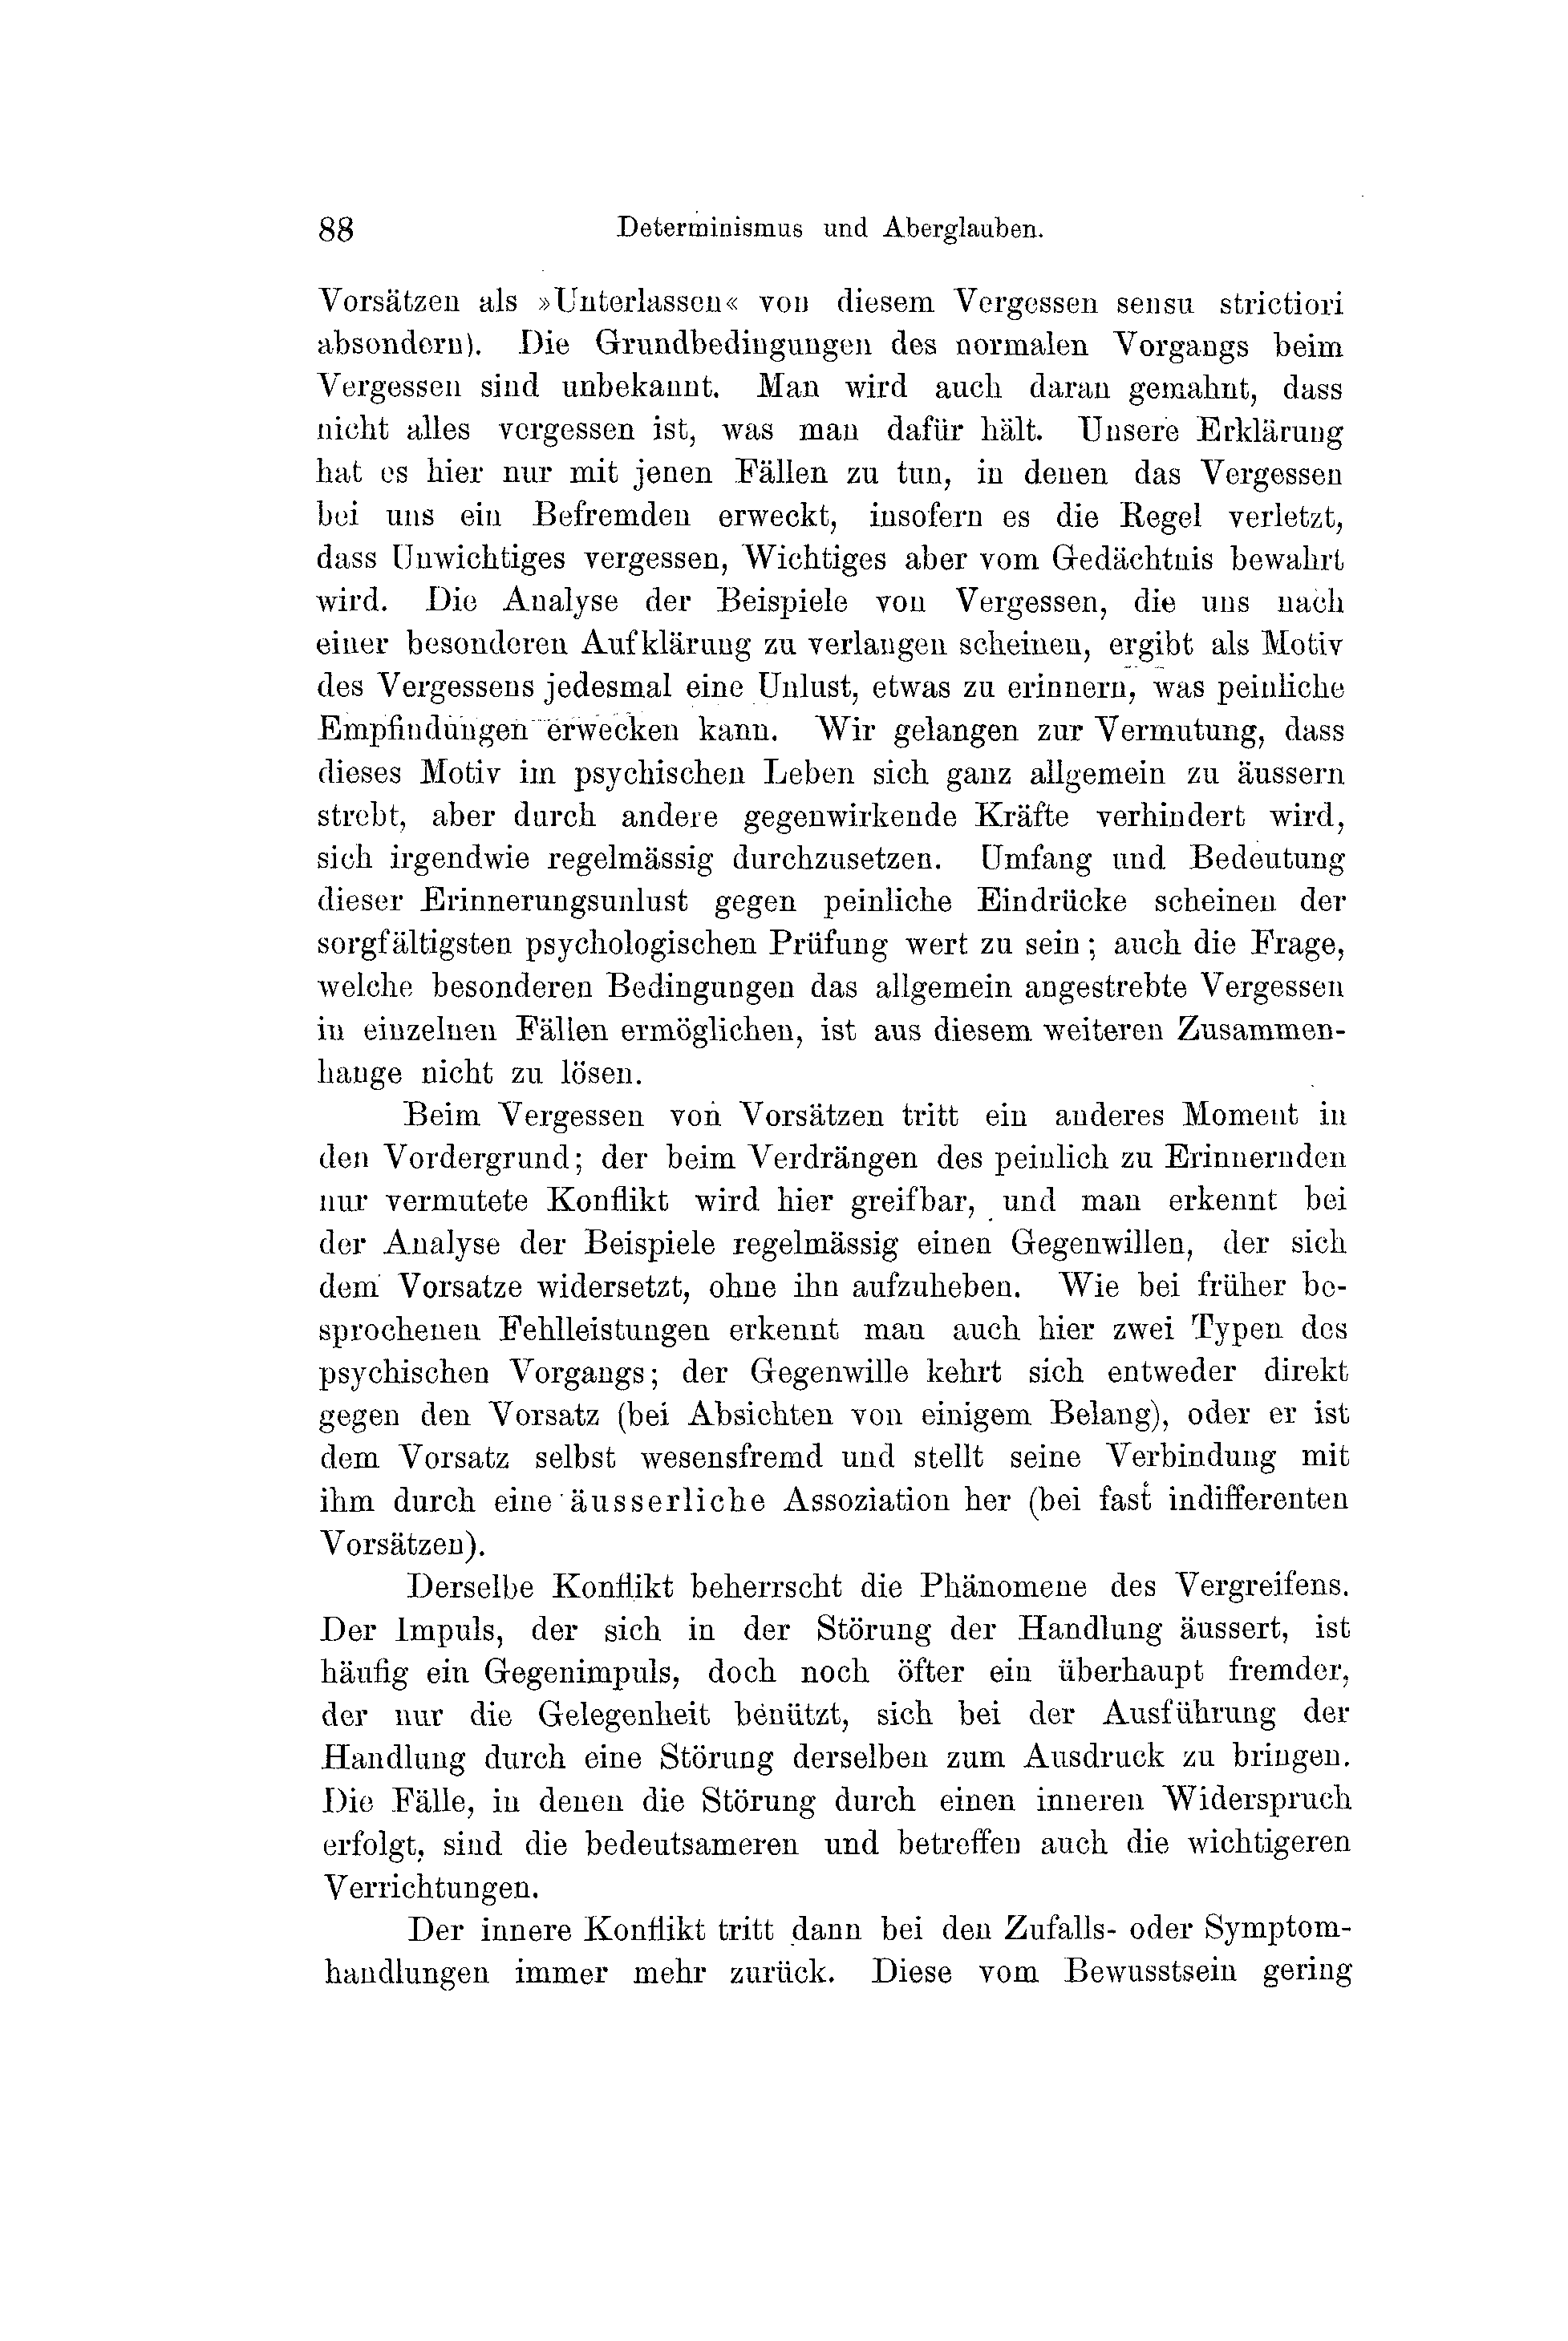 88 Determinismus und Aberglauben.
Vorsätzen als »Unterlassen« von diesem Vergessen sensu strictiori
absondern). Die Grundbedingungen des normalen Vorgangs beim
Vergessen sind unbekannt. Man wird auch daran gemahnt, dass
nicht alles vergessen ist, was man dafür hält. Unsere Erklärung
hat es hier nur mit jenen Fällen zu tun, in denen das Vergessen
bei uns ein Befremden erweckt, insofern es die Regel verletzt,
dass Unwichtiges vergessen, Wichtiges aber vom Gedächtnis bewahrt
wird. Die Analyse der Beispiele von Vergessen, die uns nach
einer besonderen Aufklärung zu verlangen scheinen, ergibt als Motiv
des Vergessens jedesmal eine Unlust, etwas zu erinnern, was peinliche
Empfindungen erwecken kann. Wir gelangen zur Vermutung, dass
dieses Motiv im psychischen Leben sich ganz allgemein zu äussern
strebt, aber durch andere gegenwirkende Kräfte verhindert wird,
sich irgendwie regelmässig durchzusetzen. Umfang und Bedeutung
dieser Erinnerungsunlust gegen peinliche Eindrücke scheinen der
sorgfältigsten psychologischen Prüfung wert zu sein; auch die Frage,
welche besonderen Bedingungen das allgemein angestrebte Vergessen
in einzelnen Fällen ermöglichen, ist aus diesem weiteren Zusammen-
hange nicht zu lösen.
Beim Vergessen von Vorsätzen tritt ein anderes Moment in
den Vordergrund; der beim Verdrängen des peinlich zu Erinnernden
nur vermutete Konflikt wird hier greifbar, und man erkennt bei
der Analyse der Beispiele regelmässig einen Gegenwillen, der sich
dem Vorsatze widersetzt, ohne ihn aufzuheben. Wie bei früher be-
sprochenen Fehlleistungen erkennt man auch hier zwei Typen des
psychischen Vorgangs; der Gegenwille kehrt sich entweder direkt
gegen den Vorsatz (bei Absichten von einigem Belang), oder er ist
dem Vorsatz selbst wesensfremd und stellt seine Verbindung mit
ihm durch eine äusserliche Assoziation her (bei fast indifferenten
Vorsätzen).
Derselbe Konflikt beherrscht die Phänomene des Vergreifens.
Der Impuls, der sich in der Störung der Handlung äussert, ist
häufig ein Gegenimpuls, doch noch öfter ein überhaupt fremder,
der nur die Gelegenheit benützt, sich bei der Ausführung der
Handlung durch eine Störung derselben zum Ausdruck zu bringen.
Die Fälle, in denen die Störung durch einen inneren Widerspruch
erfolgt, sind die bedeutsameren und betreffen auch die wichtigeren
Verrichtungen.
Der innere Konflikt tritt dann bei den Zufalls- oder Symptom-
handlungen immer mehr zurück. Diese vom Bewusstsein gering